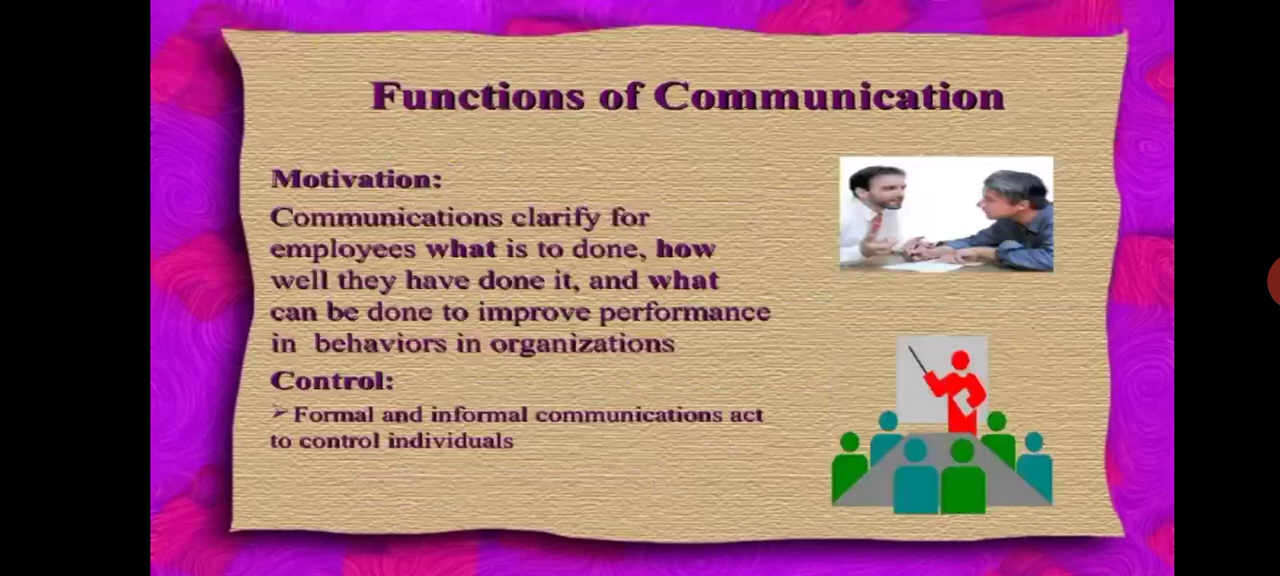 Functions of Communication
Motivation:
Communications clarify for
employees what is to done, how
well they have done it, and what
can be done to improve performance
in behaviors in organizations
Control:
➢ Formal and informal communications act
to control individuals